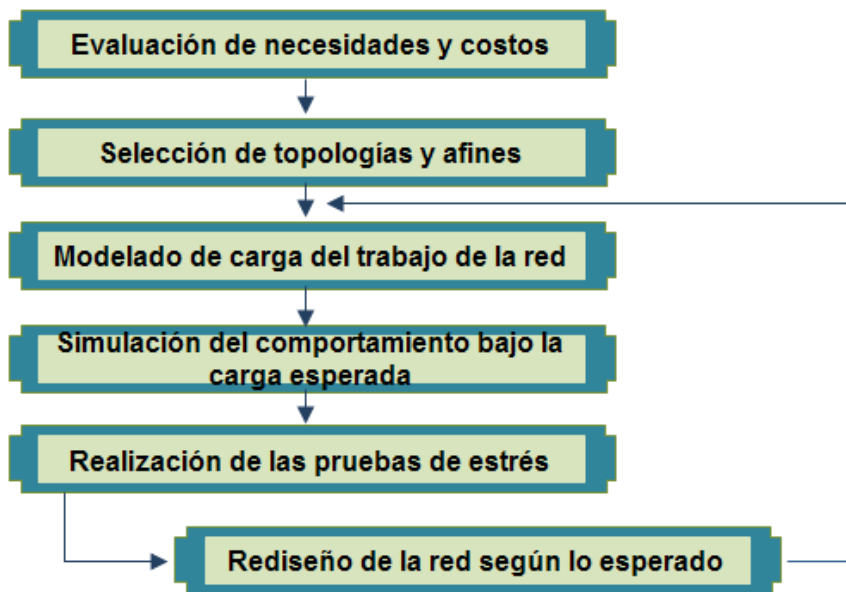 Evaluación de necesidades y costos
Selección de topologías y afines
Modelado de carga del trabajo de la red
Simulación del comportamiento bajo la
carga esperada
Realización de las pruebas de estrés
Rediseño de la red según lo esperado